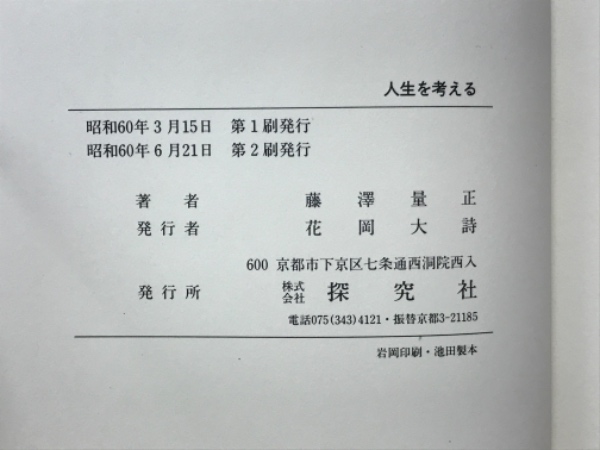 人生を考える
昭和60年3月15日 第1刷発行
昭和60年6月21日 第2刷発行
著者 藤澤量正
発行者 花岡大詩
600 京都市下京区七条通西洞院西入
発行所 株式会社 探究社
電話075(343)4121・振替京都3-21185
岩岡印刷・池田製本